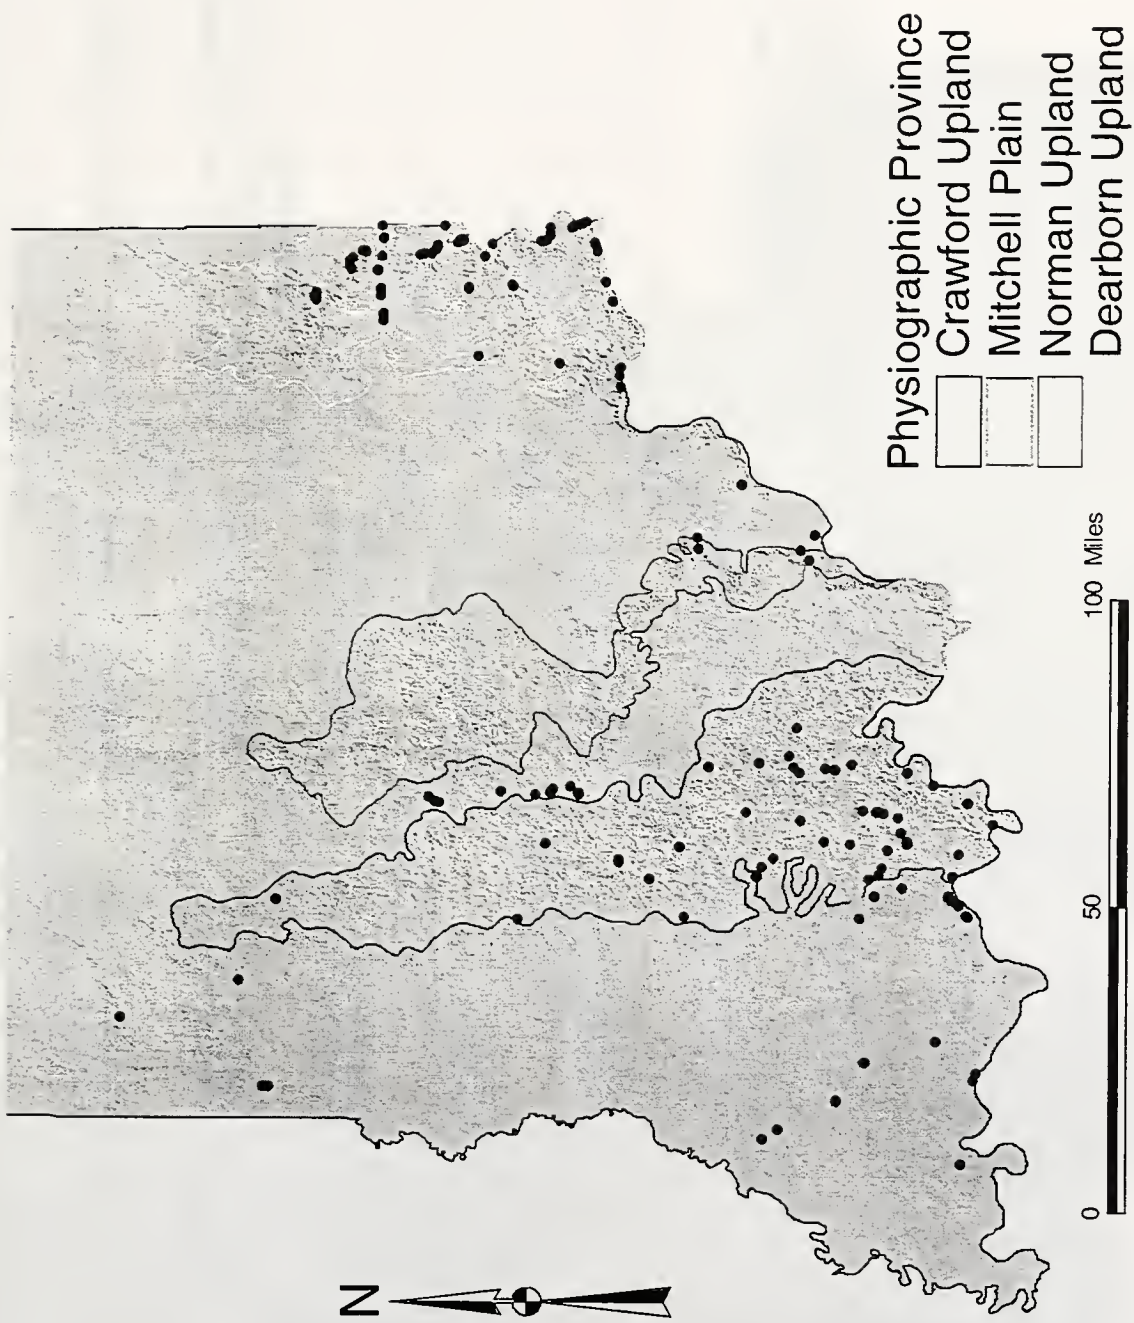 N
Physiographic Province
Crawford Upland
Mitchell Plain
Norman Upland
Dearborn Upland
0 50 100 Miles